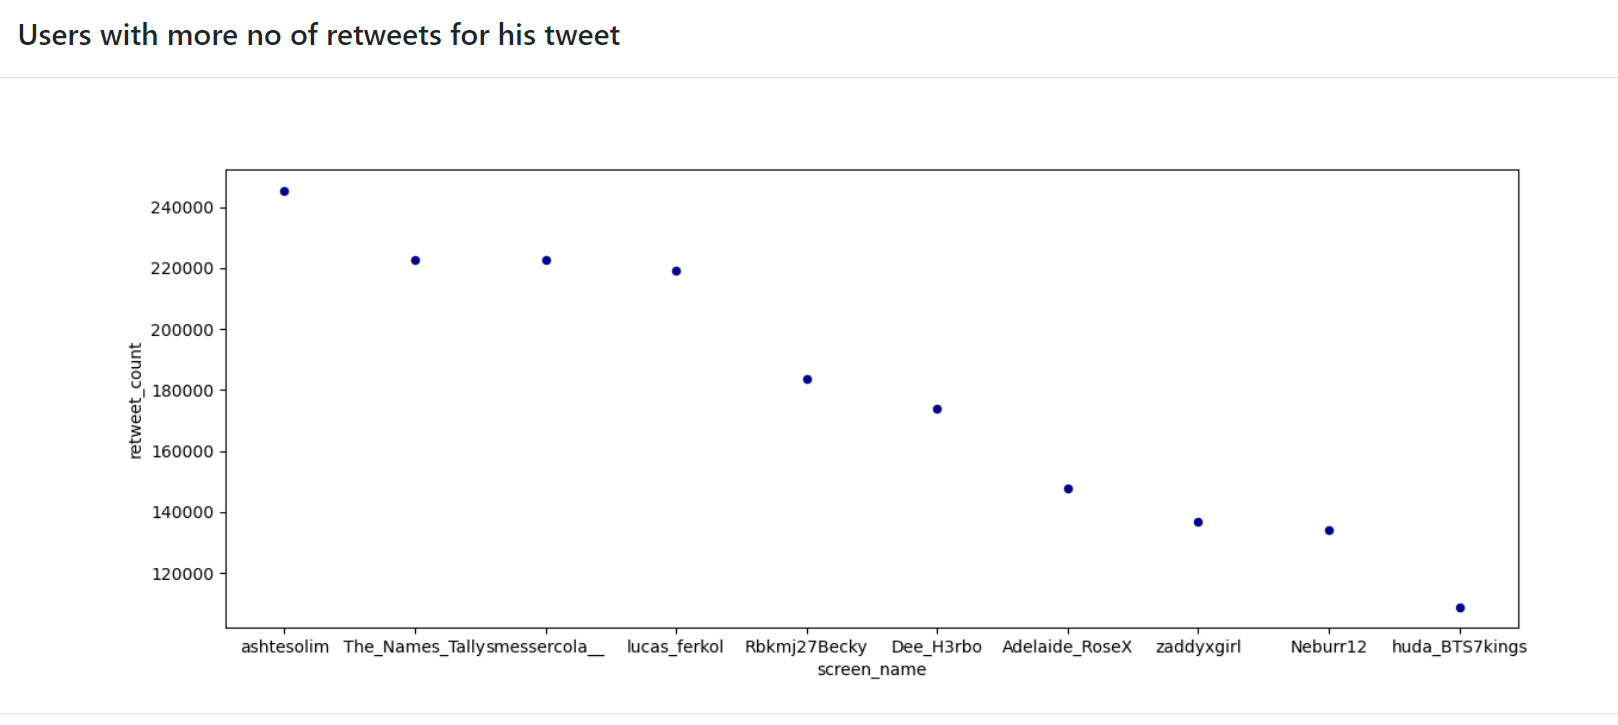 Users with more no of retweets for his tweet
240000
220000
200000
180000
160000
140000
120000
retweet_count
ashtesolim The_Names_Tallysmessercola__ lucas_ferkol Rbkmj27Becky Dee_H3rbo Adelaide_RoseX zaddyxgirl Neburr12 huda_BTS7kings
screen_name